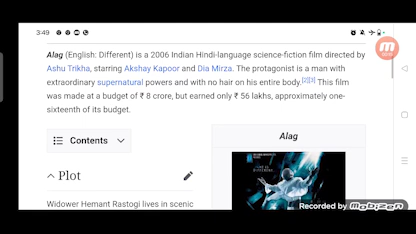 3:49
Alag (English: Different) is a 2006 Indian Hindi-language science-fiction film directed by
Ashu Trikha, starring Akshay Kapoor and Dia Mirza. The protagonist is a man with
extraordinary supernatural powers and with no hair on his entire body.[2][3] This film
was made at a budget of ₹ 8 crore, but earned only ₹ 56 lakhs, approximately one-
sixteenth of its budget.
Contents
Alag
Plot
Widower Hemant Rastogi lives in scenic
Recorded by Mobizen